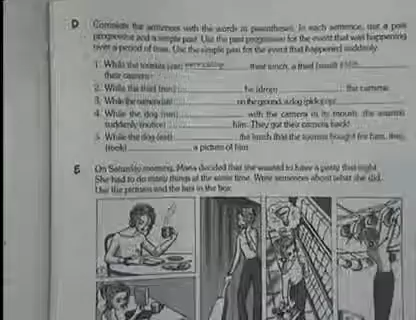 D Complete the sentences with the words in parentheses. In each sentence, use a past
progressive and a simple past. Use the past progressive for the event that was happening
over a period of time. Use the simple past for the event that happened suddenly.
1. While the tourists (eat) were eating their lunch, a thief (steal) stole
their camera.
2. While the thief (run) he (drop) the camera.
3. While the camera on the ground, a dog (pick) up
4. While the dog (run) with the camera in its mouth, the tourists
suddenly (notice) him. They got their camera back!
5. While the dog (eat) the lunch that the tourists bought for him, they
(took) a picture of him.
E On Saturday morning, Maria decided that she wanted to have a party that night.
She had to do many things at the same time. Write sentences about what she did.
Use the pictures and the in the box.